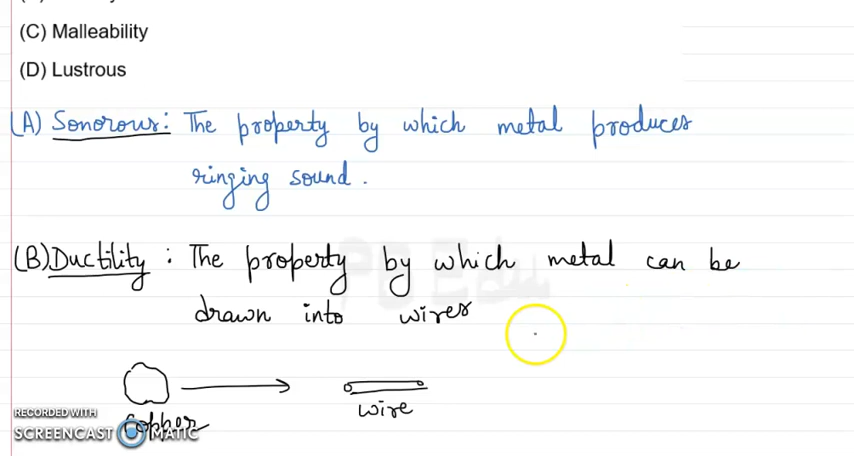 (C) Malleability
(D) Lustrous
(A) Sonorous: The property by which metal produces
ringing sound.
(B) Ductility : The property by which metal can be
drawn into wires
Copper
wire
RECORDED WITH
SCREENCAST MATIC